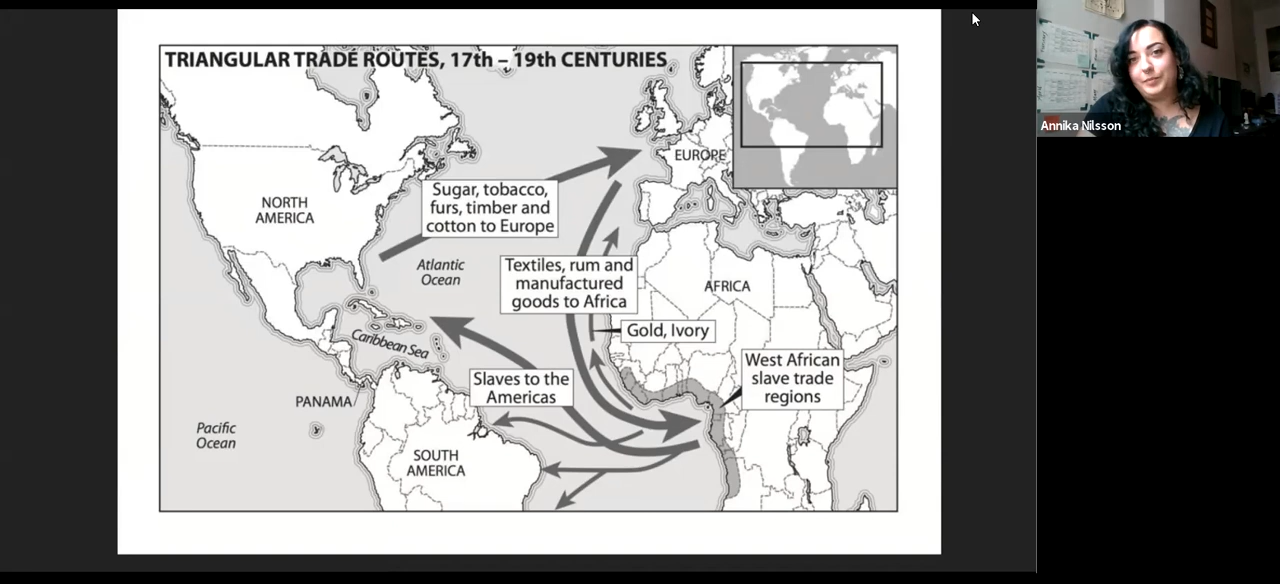 TRIANGULAR TRADE ROUTES, 17th – 19th CENTURIES
Annika Nilsson
EUROPE
Sugar, tobacco,
furs, timber and
cotton to Europe
NORTH
AMERICA
Atlantic
Ocean
Textiles, rum and
manufactured
goods to Africa
AFRICA
Gold, Ivory
Caribbean Sea
West African
slave trade
regions
Slaves to the
Americas
PANAMA
Pacific
Ocean
SOUTH
AMERICA